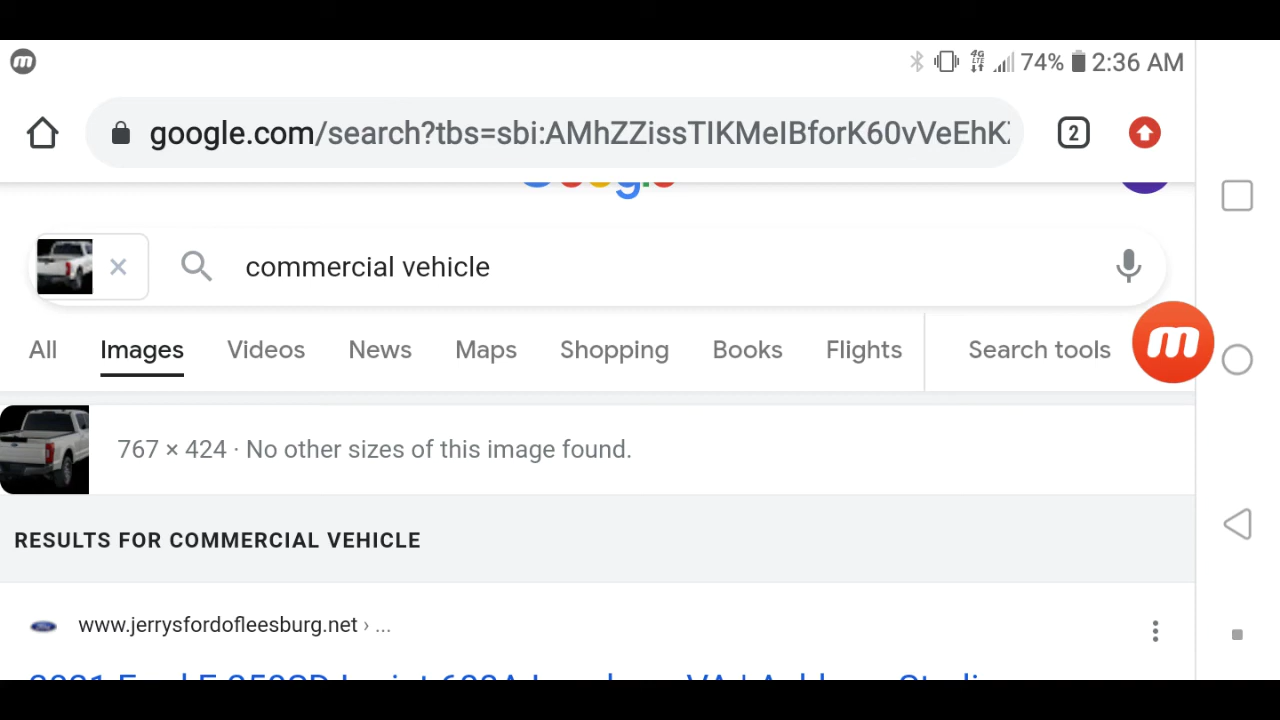 4G
LTE
74%
2:36 AM
google.com/search?tbs=sbi:AMhZZissTIKMeIBforK60vVeEhK
2
commercial vehicle
All
Images
Videos
News
Maps
Shopping
Books
Flights
Search tools
767 × 424 · No other sizes of this image found.
RESULTS FOR COMMERCIAL VEHICLE
www.jerrysfordofleesburg.net › ...